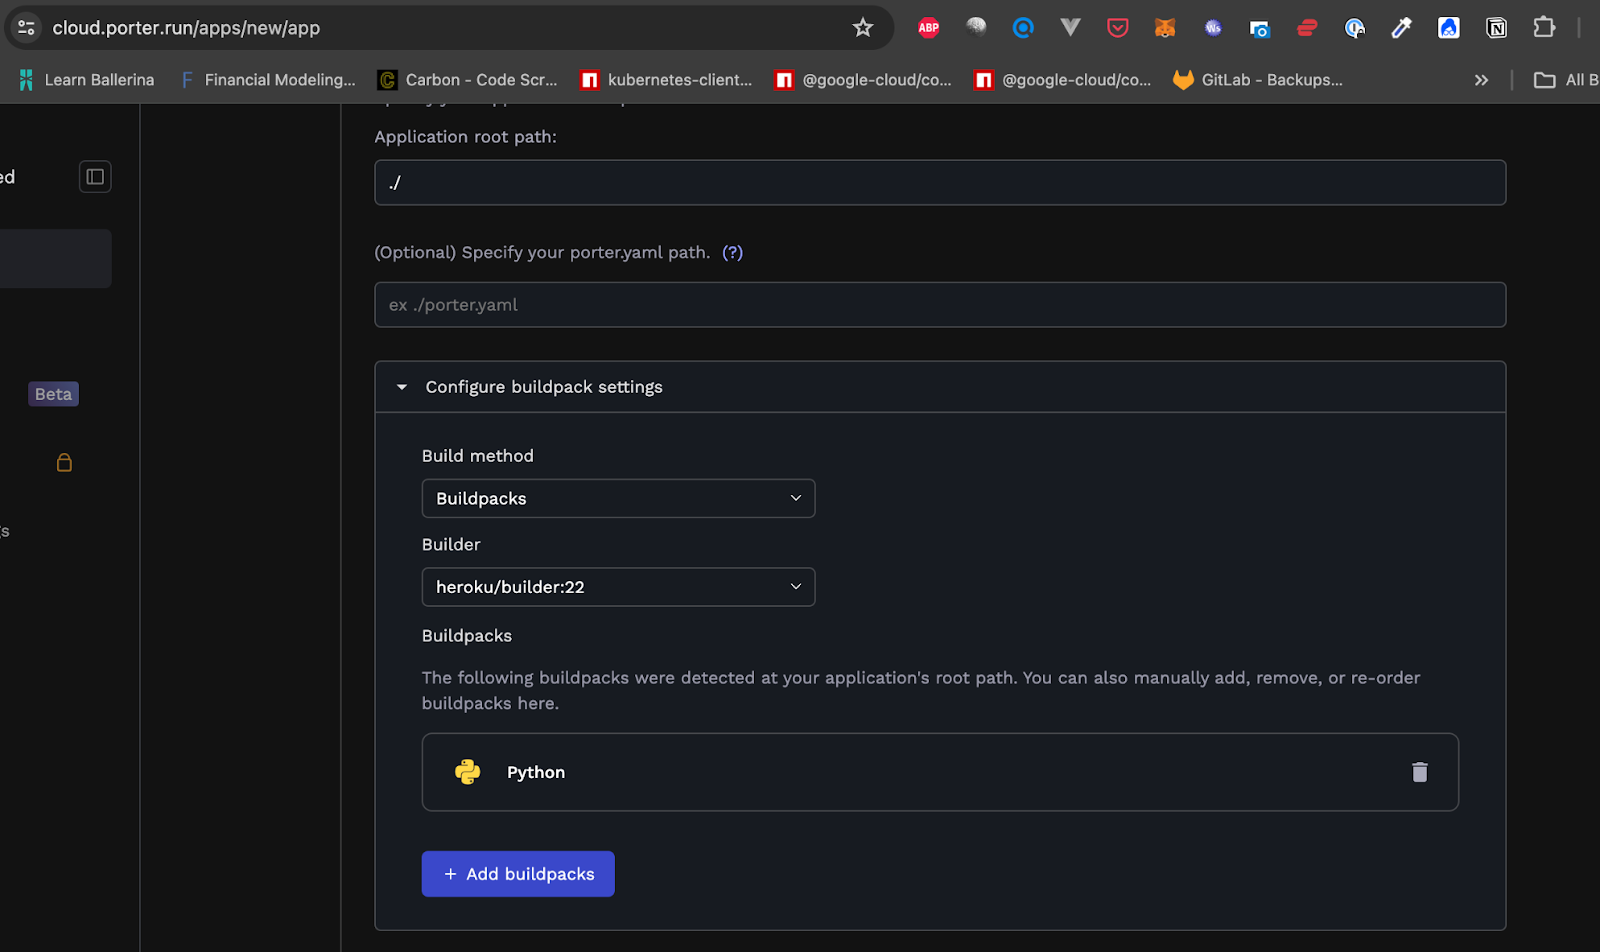 cloud.porter.run/apps/new/app
ABP
Ws
Learn Ballerina
F Financial Modeling...
C Carbon - Code Scr...
n kubernetes-client...
n @google-cloud/co...
n @google-cloud/co...
GitLab - Backups...
»
All B
Application root path:
ed
./
(Optional) Specify your porter.yaml path. (?)
ex ./porter.yaml
Configure buildpack settings
Beta
Build method
Buildpacks
gs
Builder
heroku/builder:22
Buildpacks
The following buildpacks were detected at your application's root path. You can also manually add, remove, or re-order
buildpacks here.
Python
+ Add buildpacks